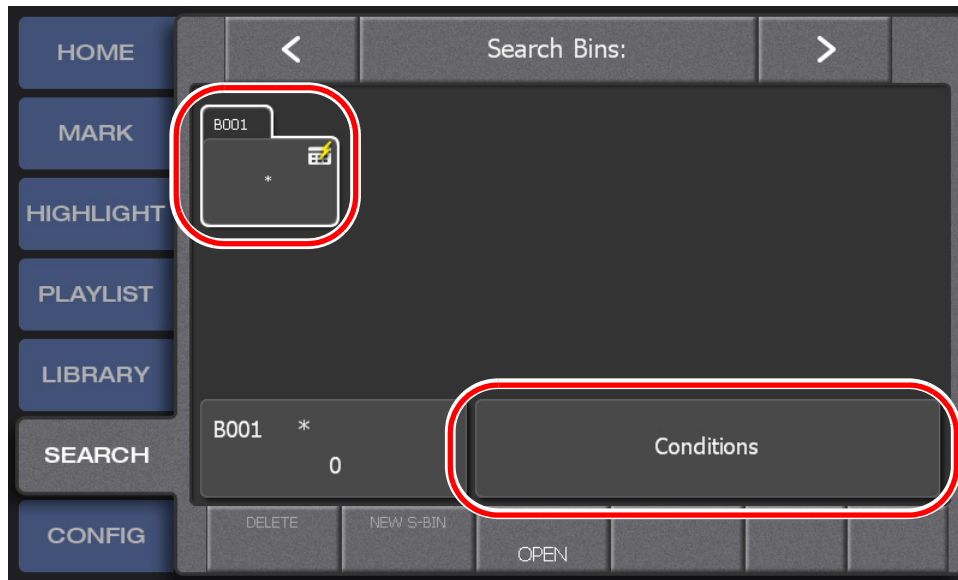 HOME
MARK
HIGHLIGHT
PLAYLIST
LIBRARY
SEARCH
CONFIG
< Search Bins: >
B001
*
B001 *
0
Conditions
DELETE NEW S-BIN
OPEN